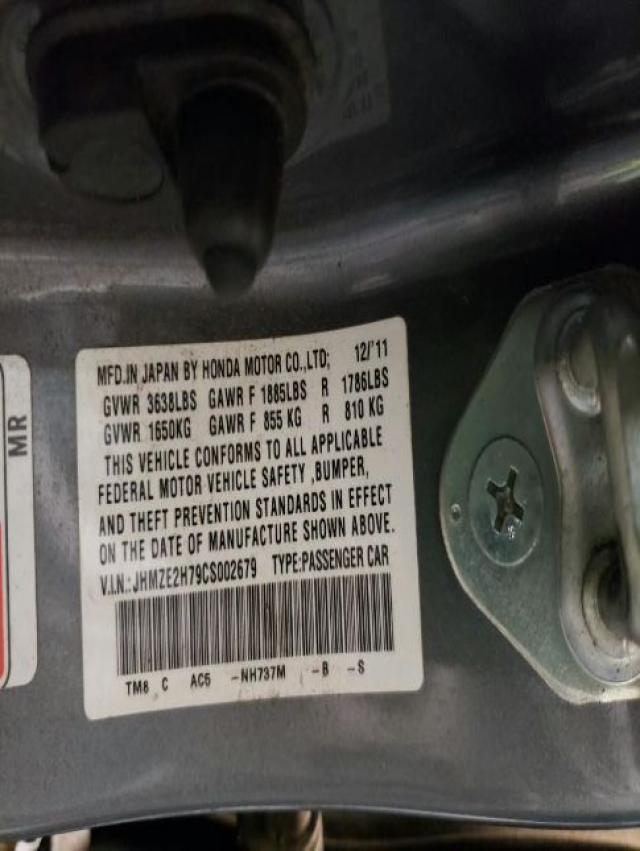 MFD.IN JAPAN BY HONDA MOTOR CO.,LTD; 12/'11
GVWR 3638LBS GAWR F 1885LBS R 1786LBS
GVWR 1650KG GAWR F 855 KG R 810 KG
THIS VEHICLE CONFORMS TO ALL APPLICABLE
FEDERAL MOTOR VEHICLE SAFETY ,BUMPER,
AND THEFT PREVENTION STANDARDS IN EFFECT
ON THE DATE OF MANUFACTURE SHOWN ABOVE.
V.I.N.: JHMZE2H79CS002679 TYPE:PASSENGER CAR
TM8 C AC5 -NH737M -B -S
MR